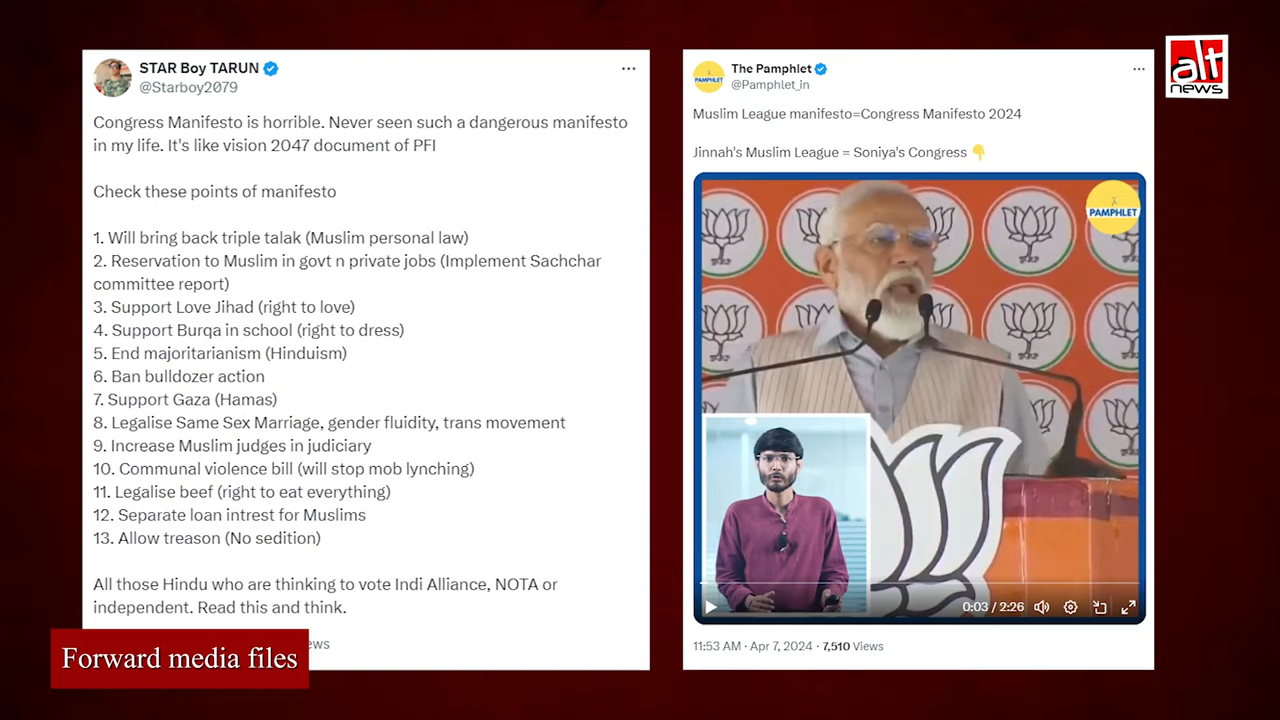 STAR Boy TARUN
@Starboy2079
Congress Manifesto is horrible. Never seen such a dangerous manifesto
in my life. It's like vision 2047 document of PFI
Check these points of manifesto
1. Will bring back triple talak (Muslim personal law)
2. Reservation to Muslim in govt n private jobs (Implement Sachchar
committee report)
3. Support Love Jihad (right to love)
4. Support Burqa in school (right to dress)
5. End majoritarianism (Hinduism)
6. Ban bulldozer action
7. Support Gaza (Hamas)
8. Legalise Same Sex Marriage, gender fluidity, trans movement
9. Increase Muslim judges in judiciary
10. Communal violence bill (will stop mob lynching)
11. Legalise beef (right to eat everything)
12. Separate loan intrest for Muslims
13. Allow treason (No sedition)
All those Hindu who are thinking to vote Indi Alliance, NOTA or
independent. Read this and think.
ews
Forward media files
The Pamphlet
@Pamphlet_in
PAMPHLET
Muslim League manifesto=Congress Manifesto 2024
Jinnah's Muslim League = Soniya's Congress 👇
PAMPHLET
0:03 / 2:26
11:53 AM · Apr 7, 2024 · 7,510 Views
alt
news